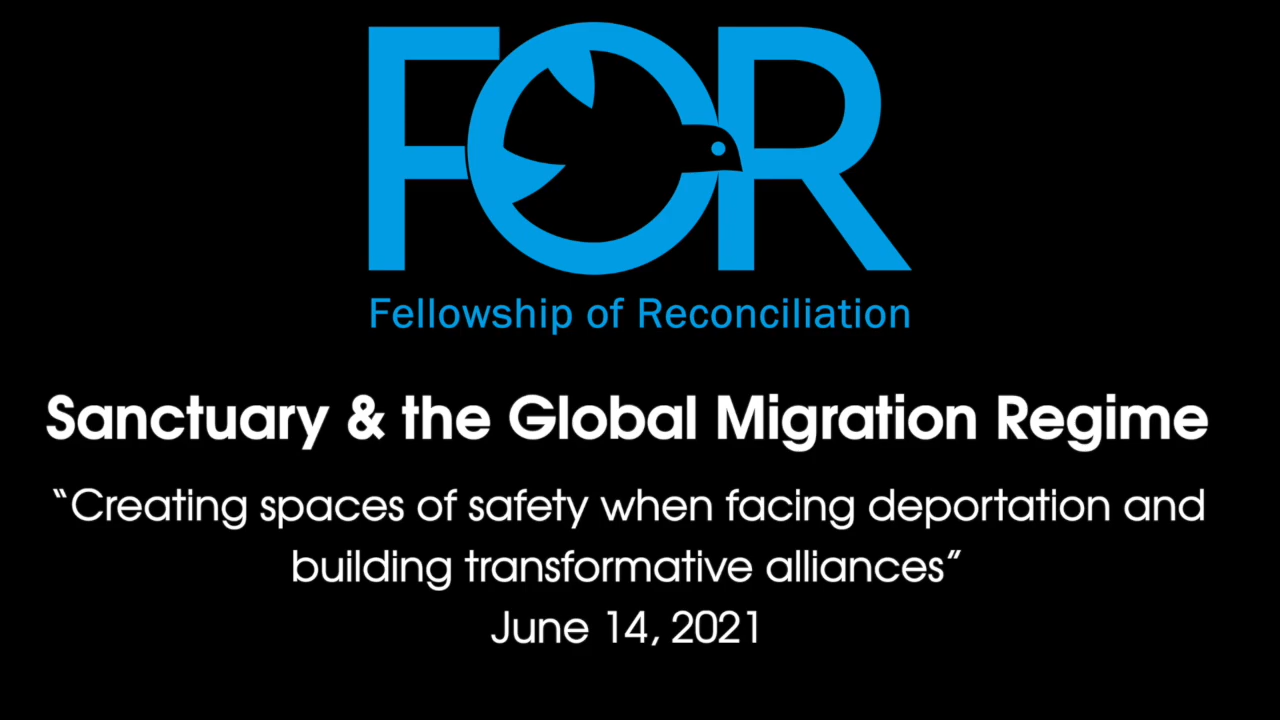 FOR
Fellowship of Reconciliation
Sanctuary & the Global Migration Regime
“Creating spaces of safety when facing deportation and
building transformative alliances”
June 14, 2021